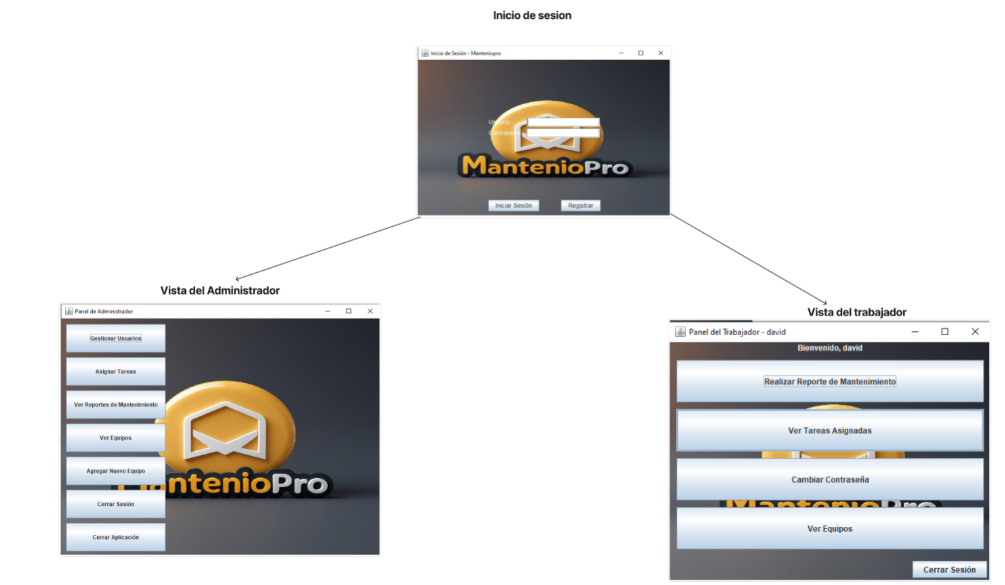 Inicio de sesion
Inicio de Sesión - Manteniopro
Usuario
Contraseña
MantenioPro
Iniciar Sesión
Registrar
Vista del Administrador
Panel de Administrador
Gestionar Usuarios
Asignar Tareas
Ver Reportes de Mantenimiento
Ver Equipos
Agregar Nuevo Equipo
Cerrar Sesión
Cerrar Aplicación
ntenioPro
Vista del trabajador
Panel del Trabajador - david
Bienvenido, david
Realizar Reporte de Mantenimiento
Ver Tareas Asignadas
Cambiar Contraseña
MantenioPro
Ver Equipos
Cerrar Sesión